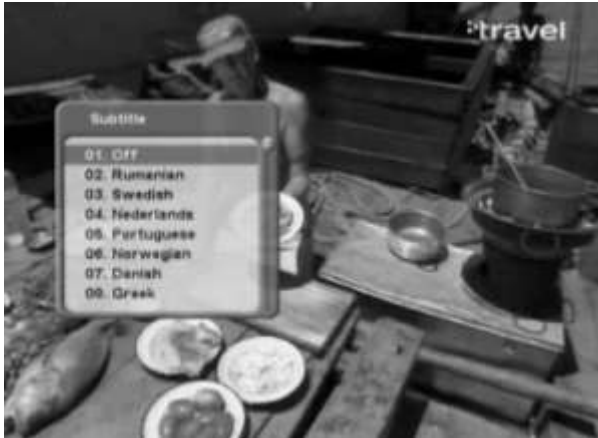 travel
Subtitle
01. Off
02. Rumanian
03. Swedish
04. Nederlands
05. Portuguese
06. Norwegian
07. Danish
08. Greek